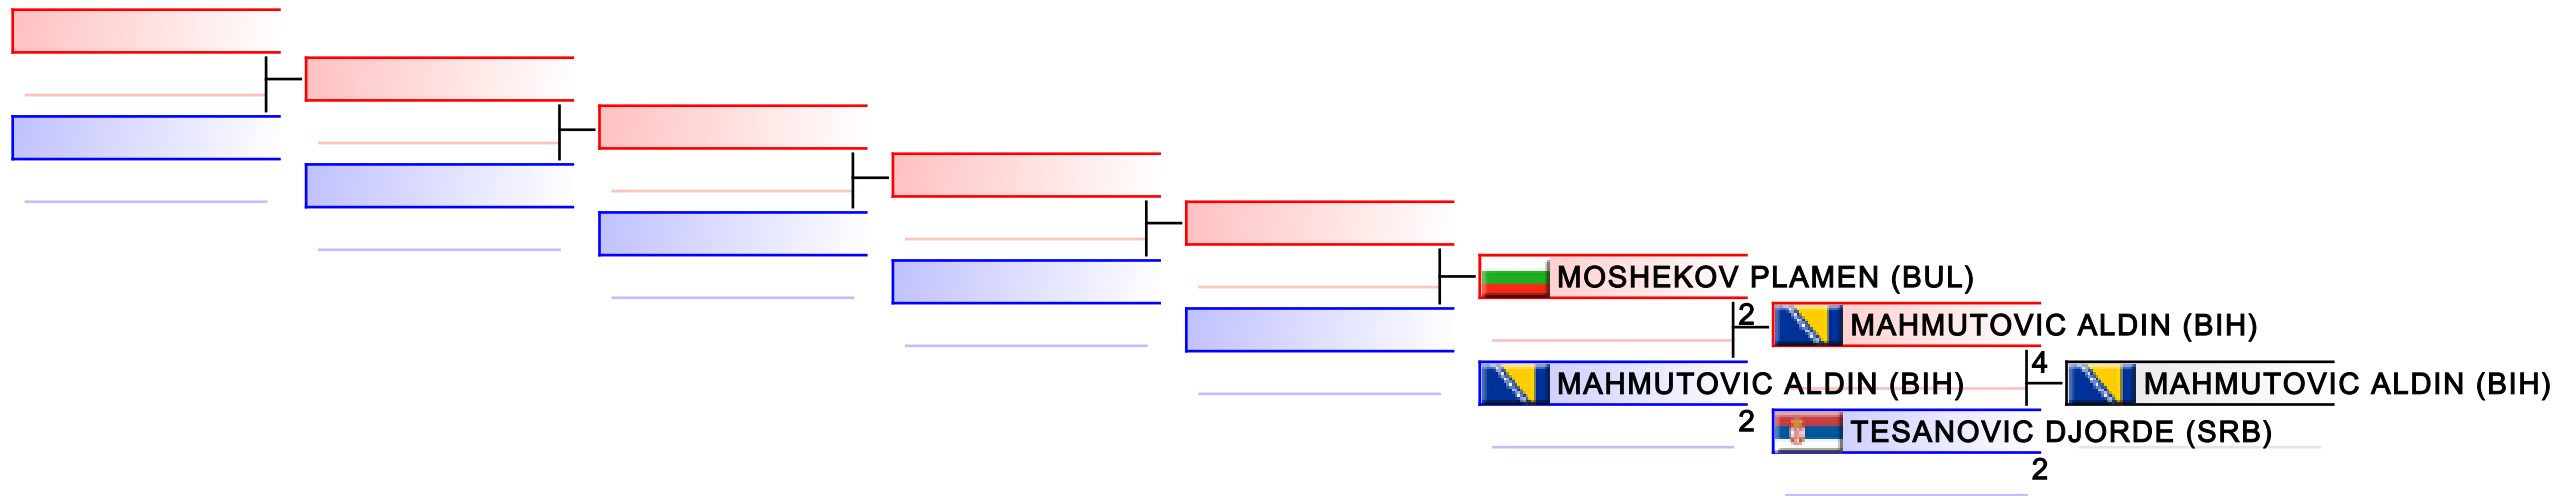 MOSHEKOV PLAMEN (BUL)
2
MAHMUTOVIC ALDIN (BIH)
MAHMUTOVIC ALDIN (BIH)
2
4
MAHMUTOVIC ALDIN (BIH)
TESANOVIC DJORDE (SRB)
2